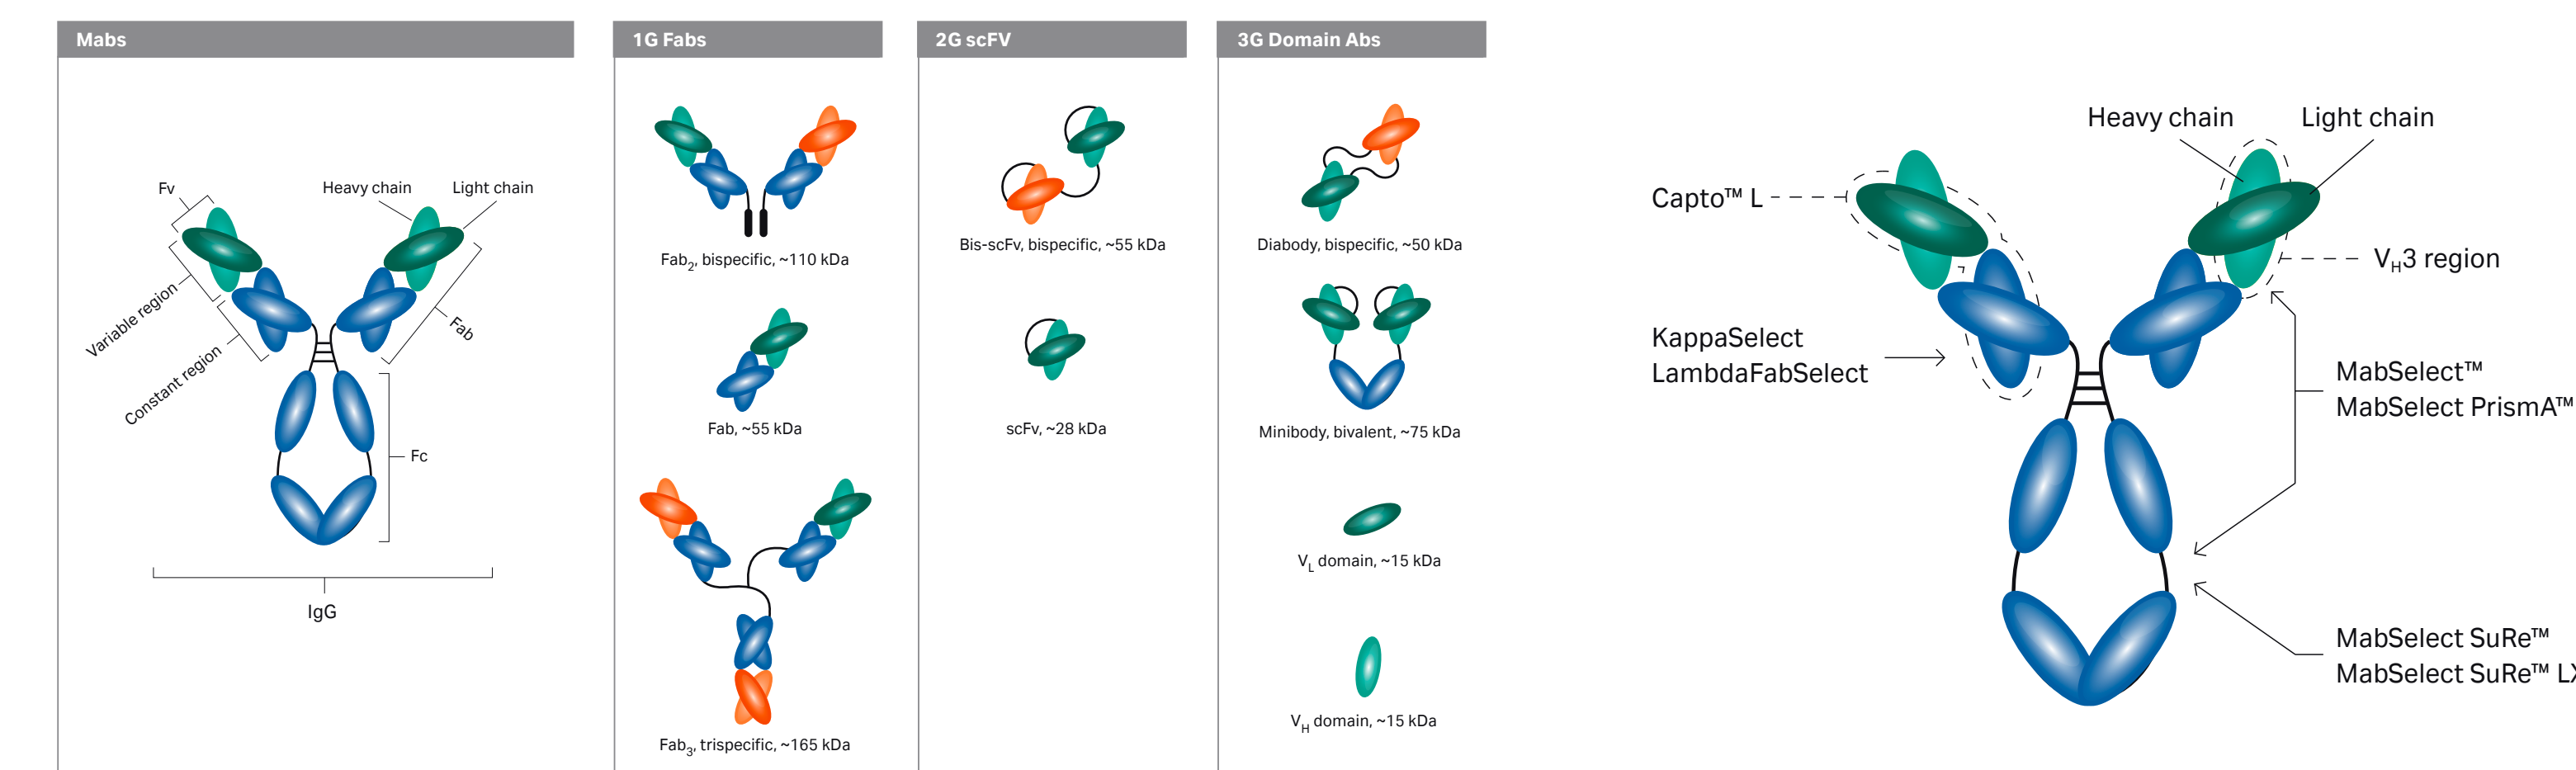 Mabs
Fv
Heavy chain
Light chain
Variable region
Constant region
Fab
Fc
IgG
1G Fabs
Fab2, bispecific, ~110 kDa
Fab, ~55 kDa
Fab3, trispecific, ~165 kDa
2G scFV
Bis-scFv, bispecific, ~55 kDa
scFv, ~28 kDa
3G Domain Abs
Diabody, bispecific, ~50 kDa
Minibody, bivalent, ~75 kDa
VL domain, ~15 kDa
VH domain, ~15 kDa
Heavy chain
Light chain
Capto™ L
VH3 region
KappaSelect
LambdaFabSelect
MabSelect™
MabSelect PrismA™
MabSelect SuRe™
MabSelect SuRe™